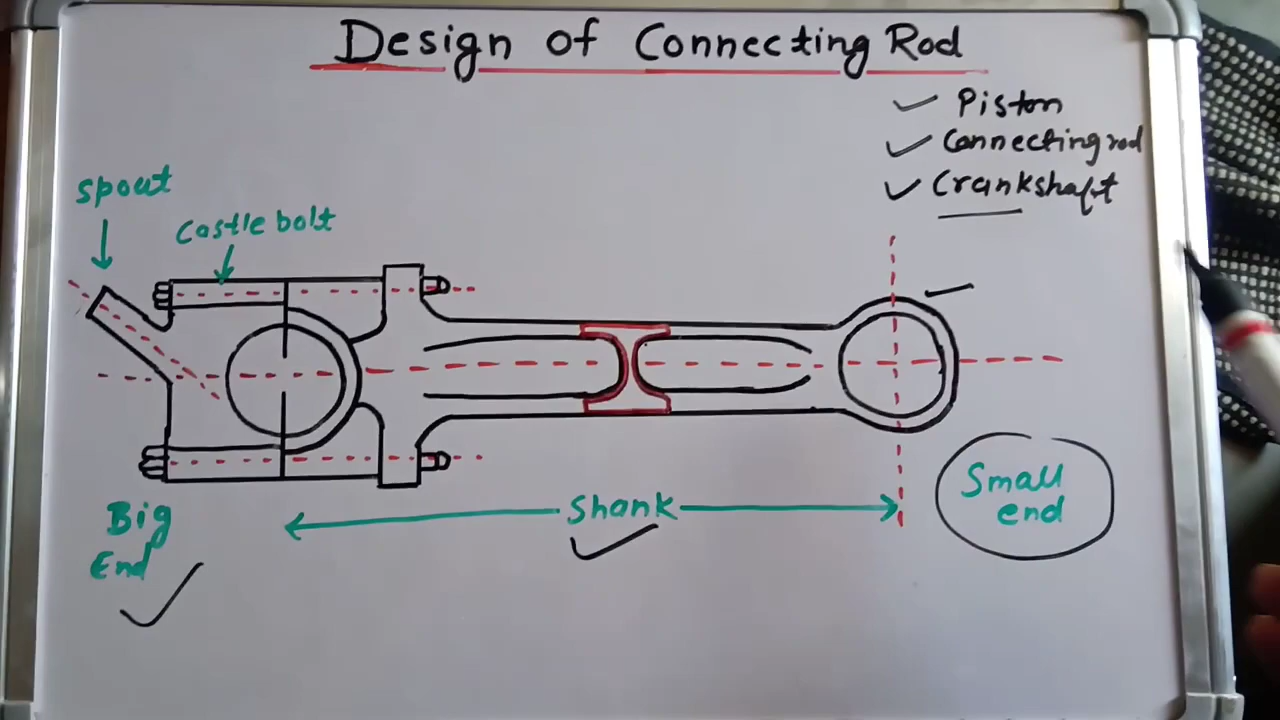 Design of Connecting Rod
Piston
Connecting rod
Crankshaft
Spout
Castle bolt
Big
End
Shank
Small
end